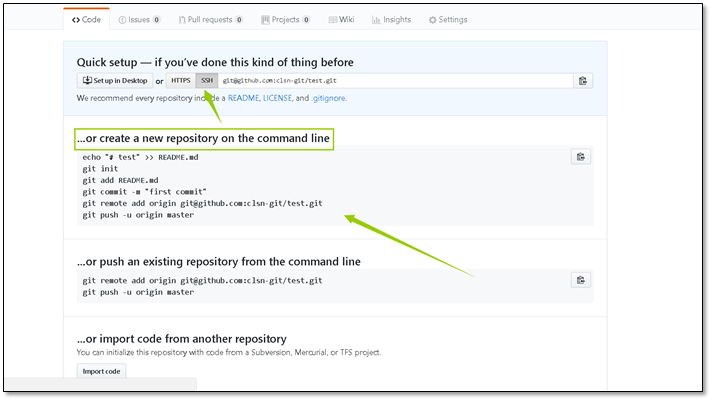 Code Issues 0 Pull requests 0 Projects 0 Wiki Insights Settings
Quick setup — if you've done this kind of thing before
Set up in Desktop or HTTPS SSH git@github.com:clsn-git/test.git
We recommend every repository include a README, LICENSE, and .gitignore.
...or create a new repository on the command line
echo "# test" >> README.md
git init
git add README.md
git commit -m "first commit"
git remote add origin git@github.com:clsn-git/test.git
git push -u origin master
...or push an existing repository from the command line
git remote add origin git@github.com:clsn-git/test.git
git push -u origin master
...or import code from another repository
You can initialize this repository with code from a Subversion, Mercurial, or TFS project.
Import code